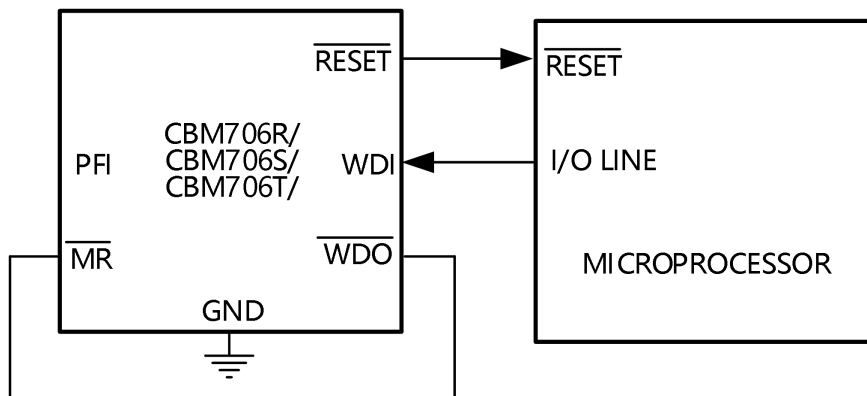 RESET
RESET
CBM706R/
PFI
CBM706S/
WDI
I/O LINE
CBM706T/
MR
WDO
MICROPROCESSOR
GND